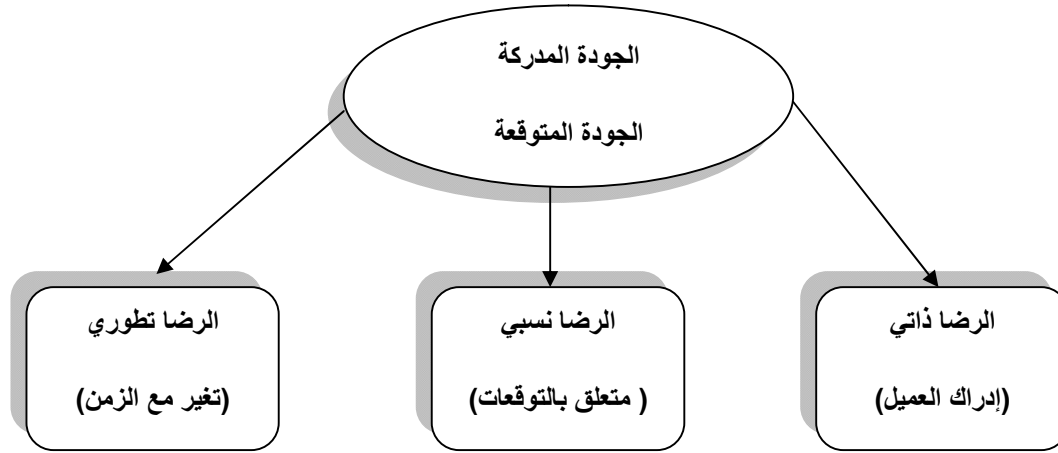 الجودة المدركة
الجودة المتوقعة
الرضا ذاتي
(إدراك العميل)
الرضا نسبي
( متعلق بالتوقعات)
الرضا تطوري
(تغير مع الزمن)